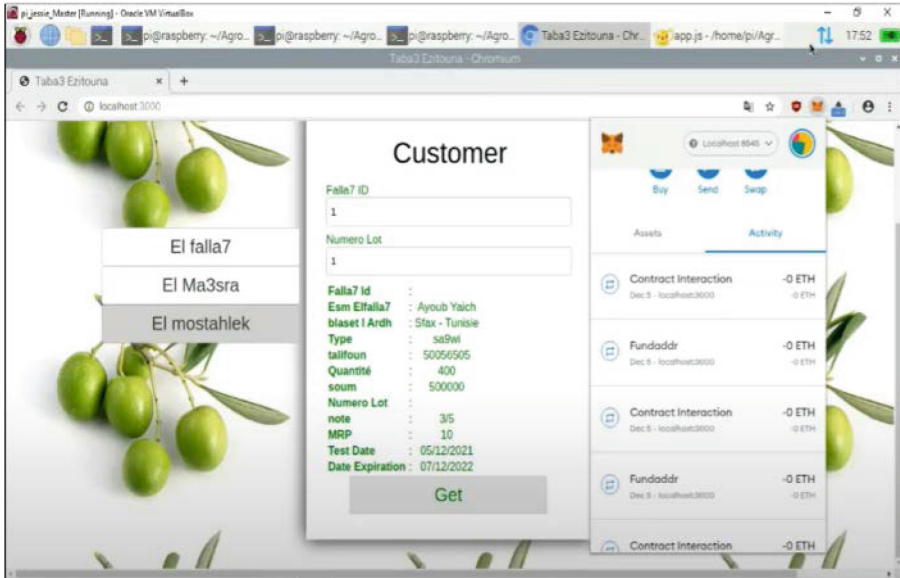 pi_jessie_Master [Running] - Oracle VM VirtualBox
pi@raspberry: ~/Agro...
pi@raspberry: ~/Agro...
pi@raspberry: ~/Agro...
Taba3 Ezitouna - Chr...
app.js - /home/pi/Agr...
17:52
Taba3 Ezitouna - Chromium
Taba3 Ezitouna
localhost:3000
El falla7
El Ma3sra
El mostahlek
Customer
Falla7 ID
1
Numero Lot
1
Falla7 Id :
Esm Elfalla7 : Ayoub Yaich
blaset l Ardh : Sfax - Tunisie
Type : sa9wi
talifoun : 50056505
Quantité : 400
soum : 500000
Numero Lot :
note : 3/5
MRP : 10
Test Date : 05/12/2021
Date Expiration : 07/12/2022
Get
Localhost 8545
Buy Send Swap
Assets Activity
Contract Interaction -0 ETH
Dec 5 - localhost:3000 -0 ETH
Fundaddr -0 ETH
Dec 5 - localhost:3000 -0 ETH
Contract Interaction -0 ETH
Dec 5 - localhost:3000 -0 ETH
Fundaddr -0 ETH
Dec 5 - localhost:3000 -0 ETH
Contract Interaction -0 ETH